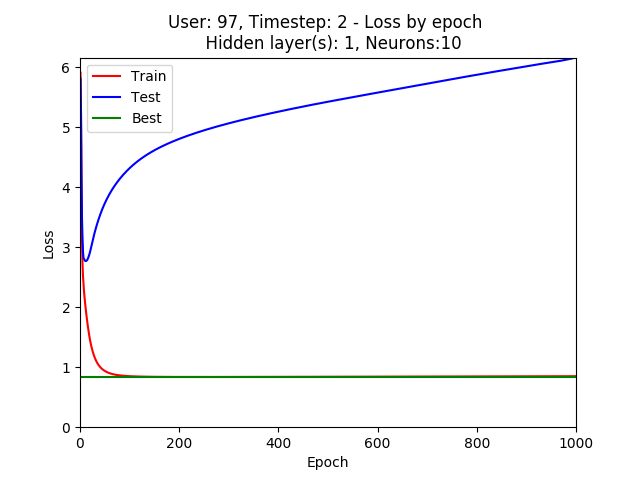 User: 97, Timestep: 2 - Loss by epoch
Hidden layer(s): 1, Neurons:10
Train
Test
Best
6
5
4
3
2
1
0
Loss
0 200 400 600 800 1000
Epoch